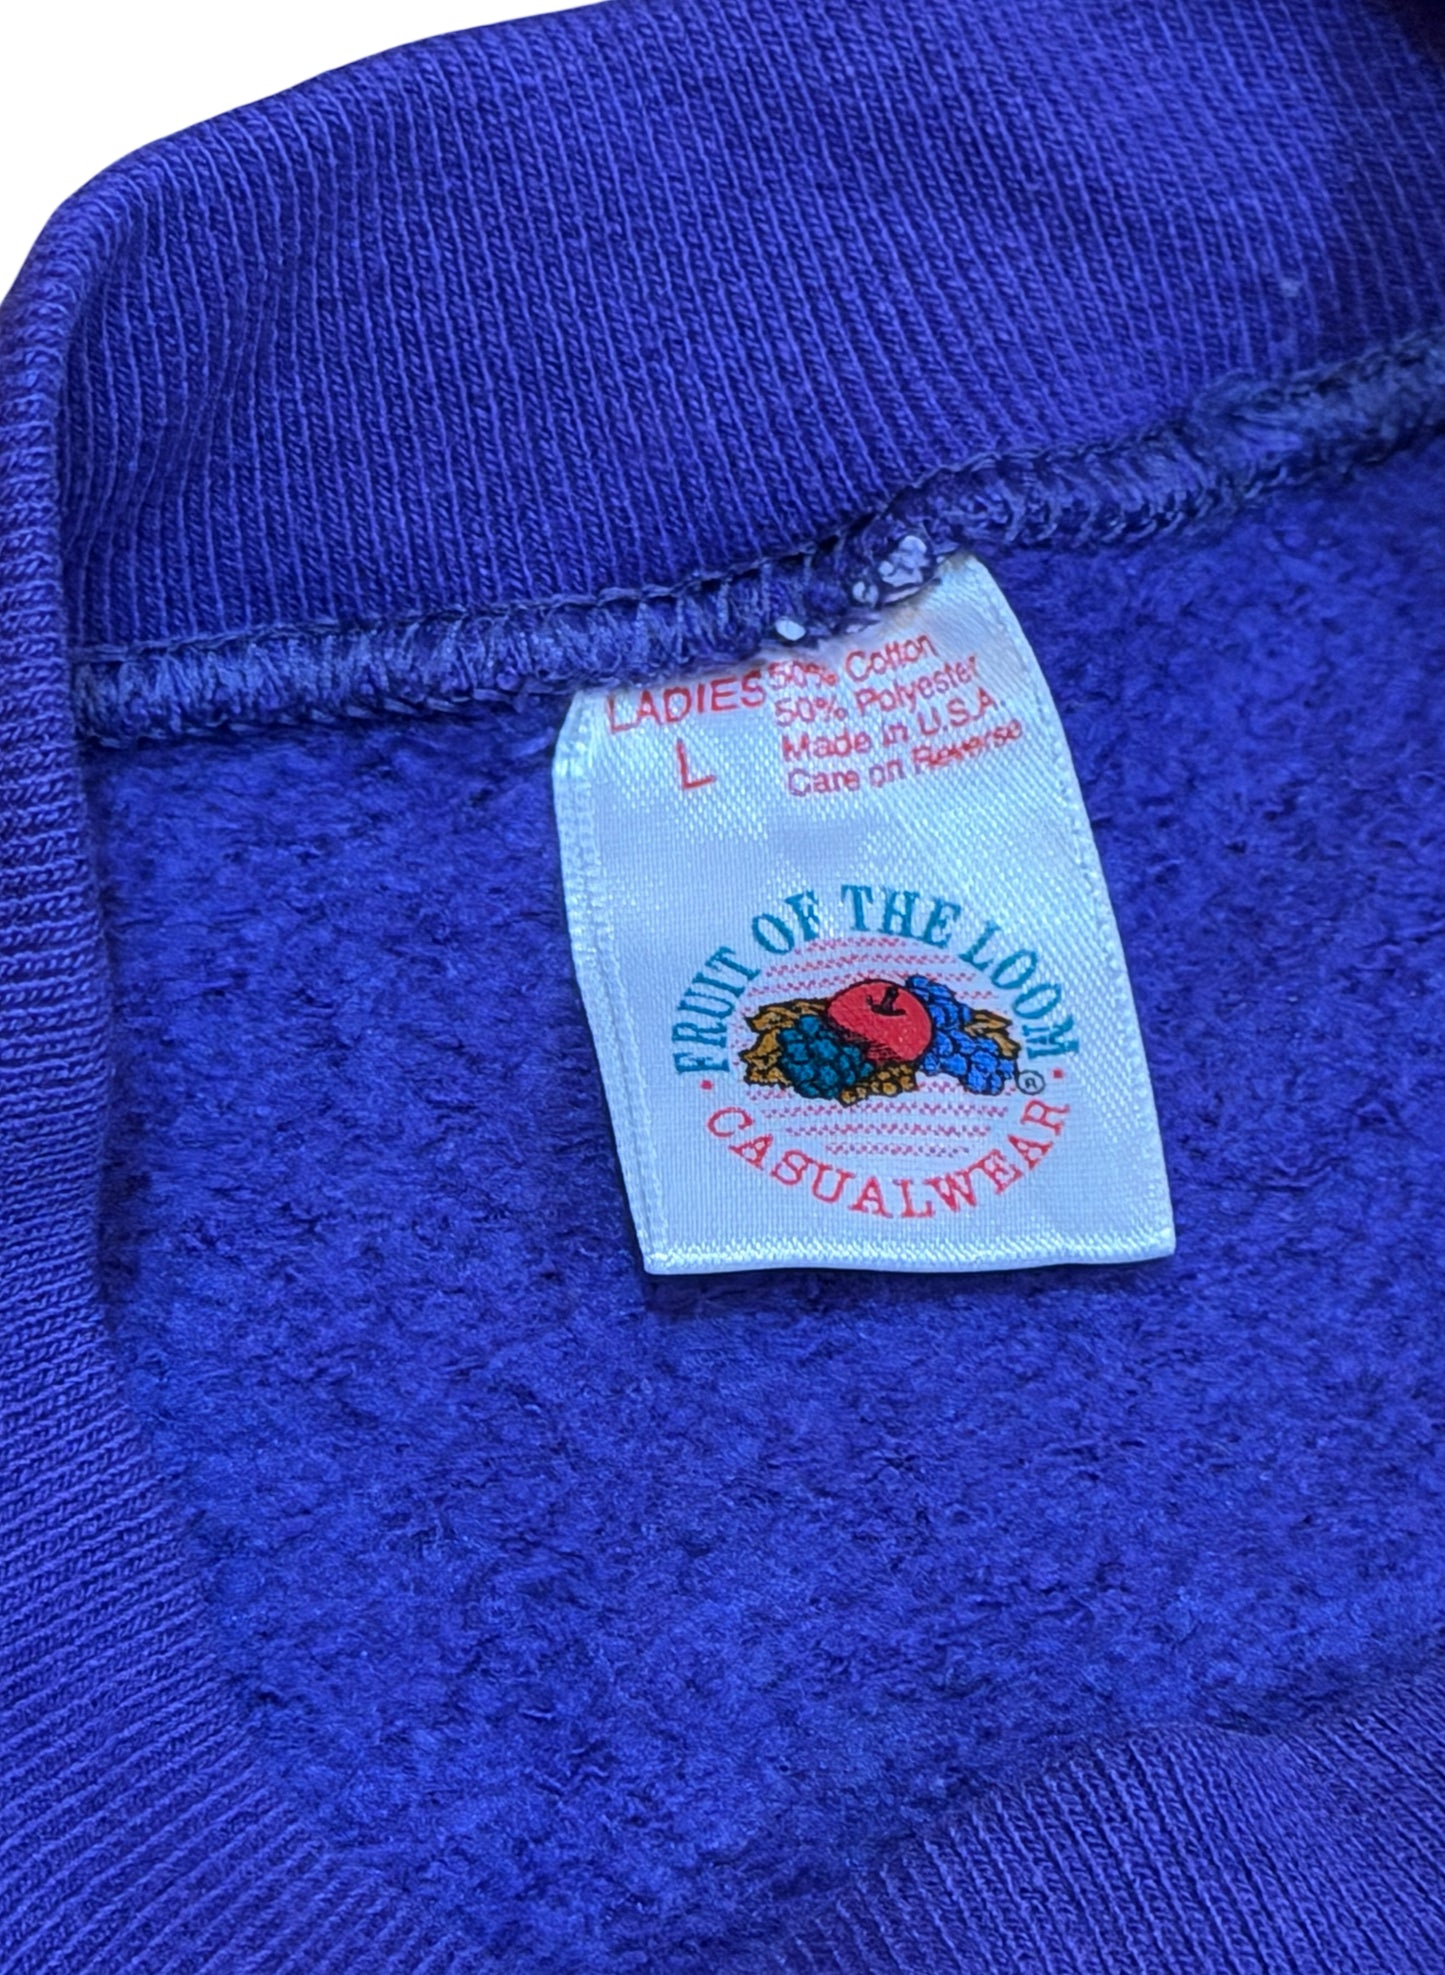 LADIES
L
50% Cotton
50% Polyester
Made in U.S.A.
Care on Reverse
FRUIT OF THE LOOM
®
· CASUALWEAR ·